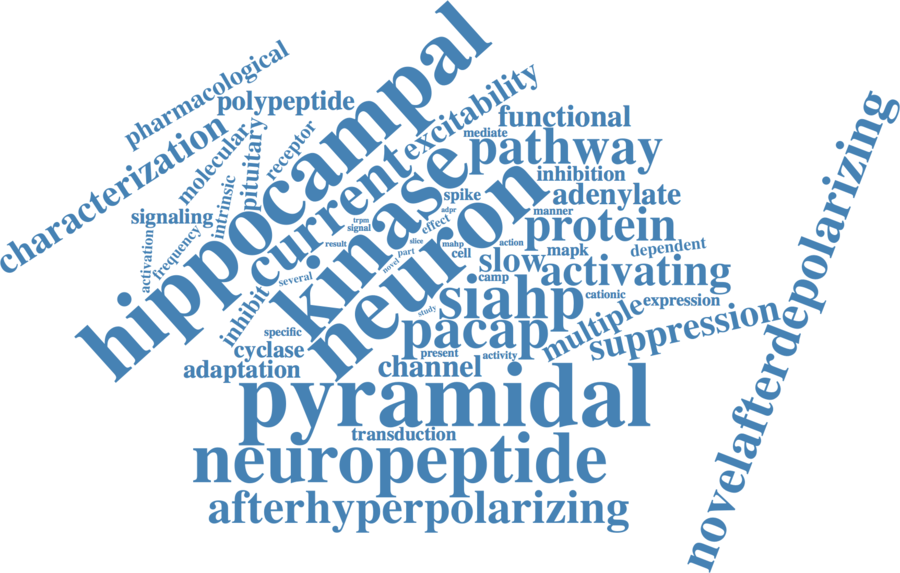 hippocampal
pharmacological
polypeptide
characterization
molecular
pituitary
receptor
excitability
functional
mediate
pathway
current
kinase
neuron
inhibition
spike
adenylate
intrinsic
signaling
adpr
manner
trpm
signal
effect
protein
frequency
activation
result
slice
mahp
action
part
cell
slow
mapk
dependent
novel
several
camp
activating
inhibit
siahp
cationic
expression
study
specific
pacap
multiple
suppression
cyclase
present
activity
adaptation
channel
pyramidal
transduction
neuropeptide
afterhyperpolarizing
novelafterdepolarizing